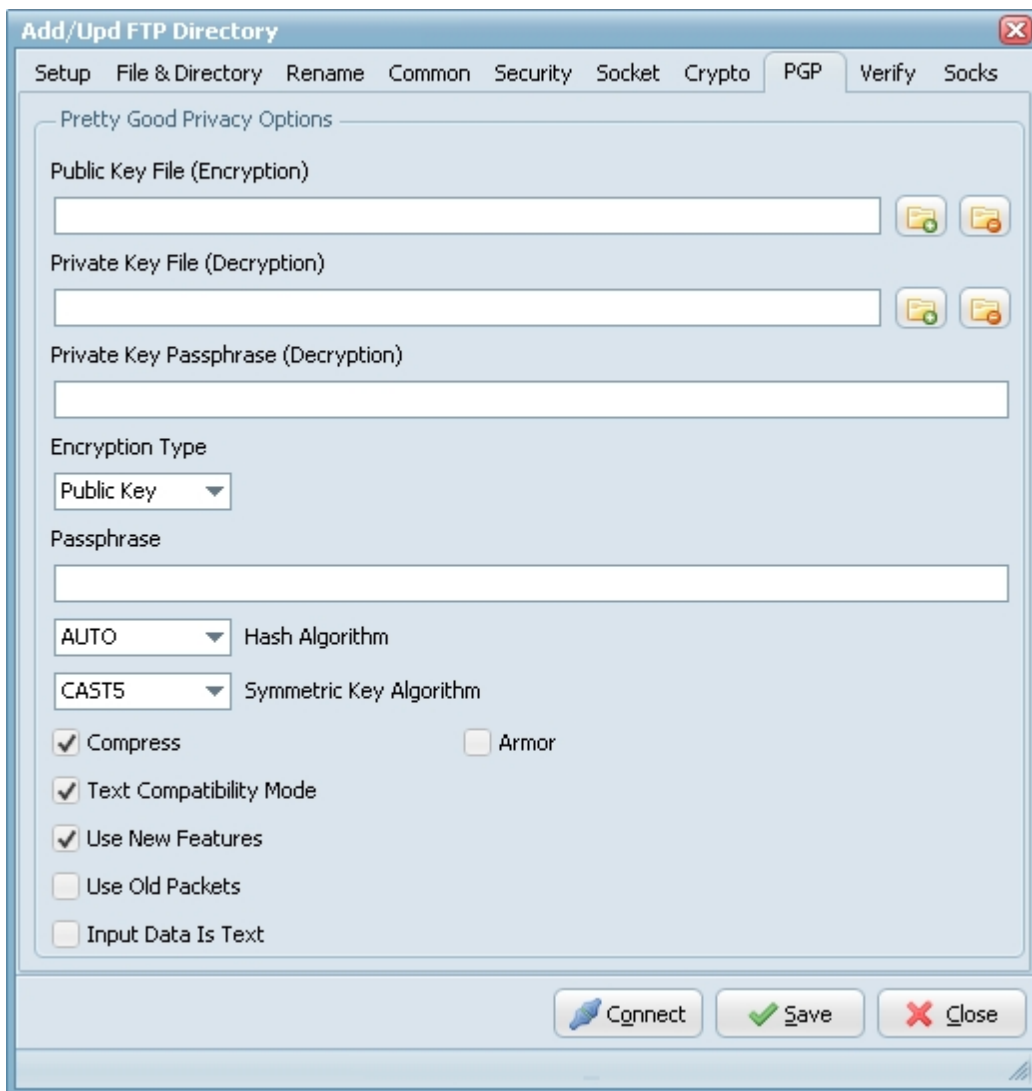 Add/Upd FTP Directory
Setup File & Directory Rename Common Security Socket Crypto PGP Verify Socks
Pretty Good Privacy Options
Public Key File (Encryption)
Private Key File (Decryption)
Private Key Passphrase (Decryption)
Encryption Type
Public Key
Passphrase
AUTO Hash Algorithm
CAST5 Symmetric Key Algorithm
Compress Armor
Text Compatibility Mode
Use New Features
Use Old Packets
Input Data Is Text
Connect Save Close